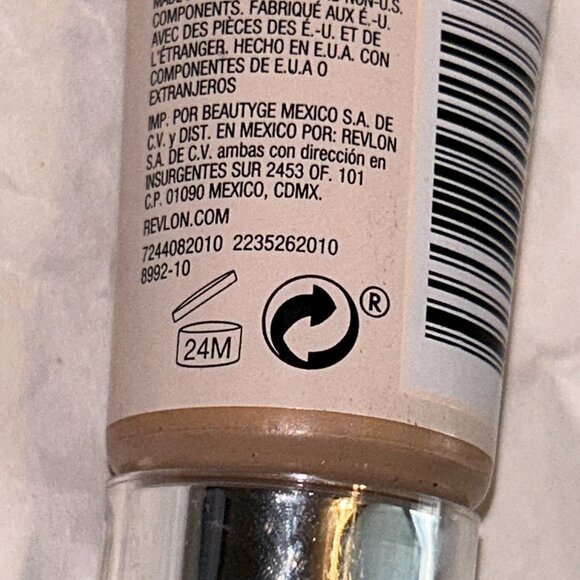 NON-U.S.
COMPONENTS. FABRIQUÉ AUX É.-U.
AVEC DES PIÈCES DES É.-U. ET DE
L'ÉTRANGER. HECHO EN E.U.A. CON
COMPONENTES DE E.U.A O
EXTRANJEROS
IMP. POR BEAUTYGE MEXICO S.A. DE
C.V. y DIST. EN MEXICO POR: REVLON
S.A. DE C.V. ambas con dirección en
INSURGENTES SUR 2453 OF. 101
C.P. 01090 MEXICO, CDMX.
REVLON.COM
7244082010 2235262010
8992-10
24M
®